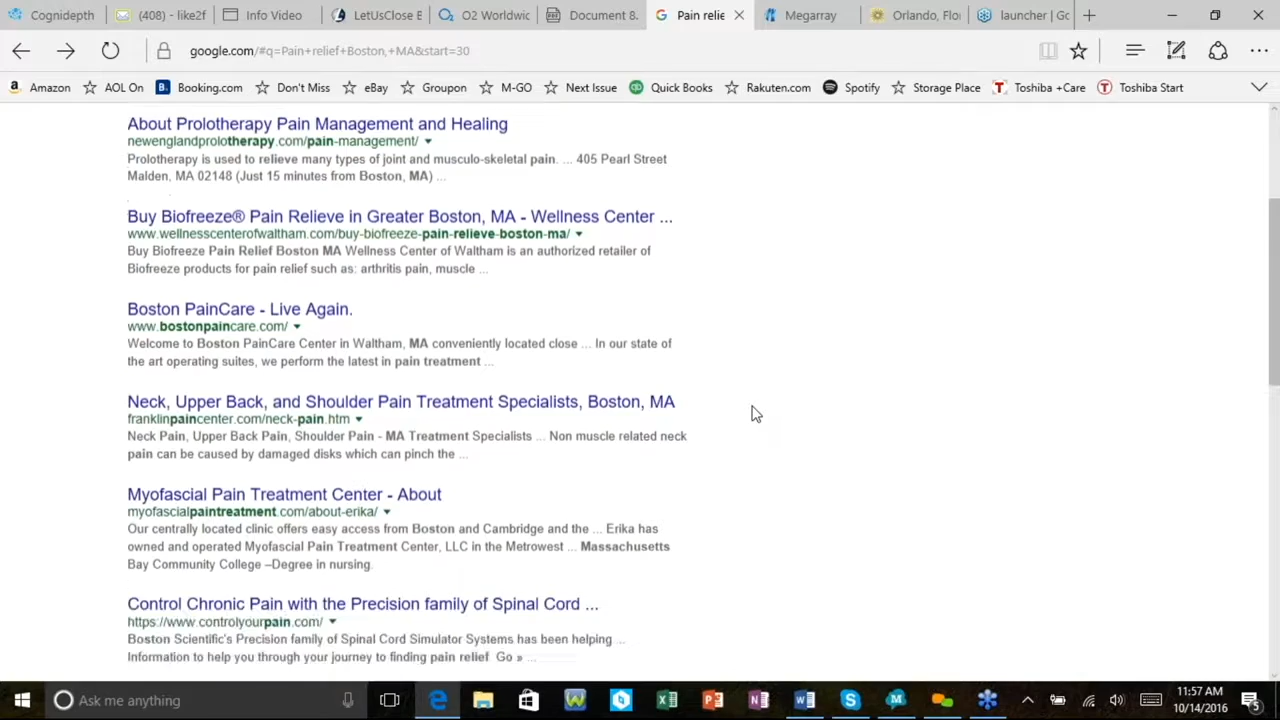 Cognidepth
(408) - like2f
Info Video
LetUsClose B
O2 Worldwic
Document 8.
Pain relie
Megarray
Orlando, Flo
launcher | Go
google.com/#q=Pain+relief+Boston,+MA&start=30
Amazon
AOL On
Booking.com
Don't Miss
eBay
Groupon
M-GO
Next Issue
Quick Books
Rakuten.com
Spotify
Storage Place
Toshiba +Care
Toshiba Start
About Prolotherapy Pain Management and Healing
newenglandprolotherapy.com/pain-management/
Prolotherapy is used to relieve many types of joint and musculo-skeletal pain. ... 405 Pearl Street
Malden, MA 02148 (Just 15 minutes from Boston, MA) ...
Buy Biofreeze® Pain Relieve in Greater Boston, MA - Wellness Center ...
www.wellnesscenterofwaltham.com/buy-biofreeze-pain-relieve-boston-ma/
Buy Biofreeze Pain Relief Boston MA Wellness Center of Waltham is an authorized retailer of
Biofreeze products for pain relief such as: arthritis pain, muscle ...
Boston PainCare - Live Again.
www.bostonpaincare.com/
Welcome to Boston PainCare Center in Waltham, MA conveniently located close ... In our state of
the art operating suites, we perform the latest in pain treatment ...
Neck, Upper Back, and Shoulder Pain Treatment Specialists, Boston, MA
franklinpaincenter.com/neck-pain.htm
Neck Pain, Upper Back Pain, Shoulder Pain - MA Treatment Specialists ... Non muscle related neck
pain can be caused by damaged disks which can pinch the ...
Myofascial Pain Treatment Center - About
myofascialpaintreatment.com/about-erika/
Our centrally located clinic offers easy access from Boston and Cambridge and the ... Erika has
owned and operated Myofascial Pain Treatment Center, LLC in the Metrowest ... Massachusetts
Bay Community College –Degree in nursing.
Control Chronic Pain with the Precision family of Spinal Cord ...
https://www.controlyourpain.com/
Boston Scientific's Precision family of Spinal Cord Simulator Systems has been helping ...
Information to help you through your journey to finding pain relief Go » ...
Ask me anything
11:57 AM
10/14/2016
5